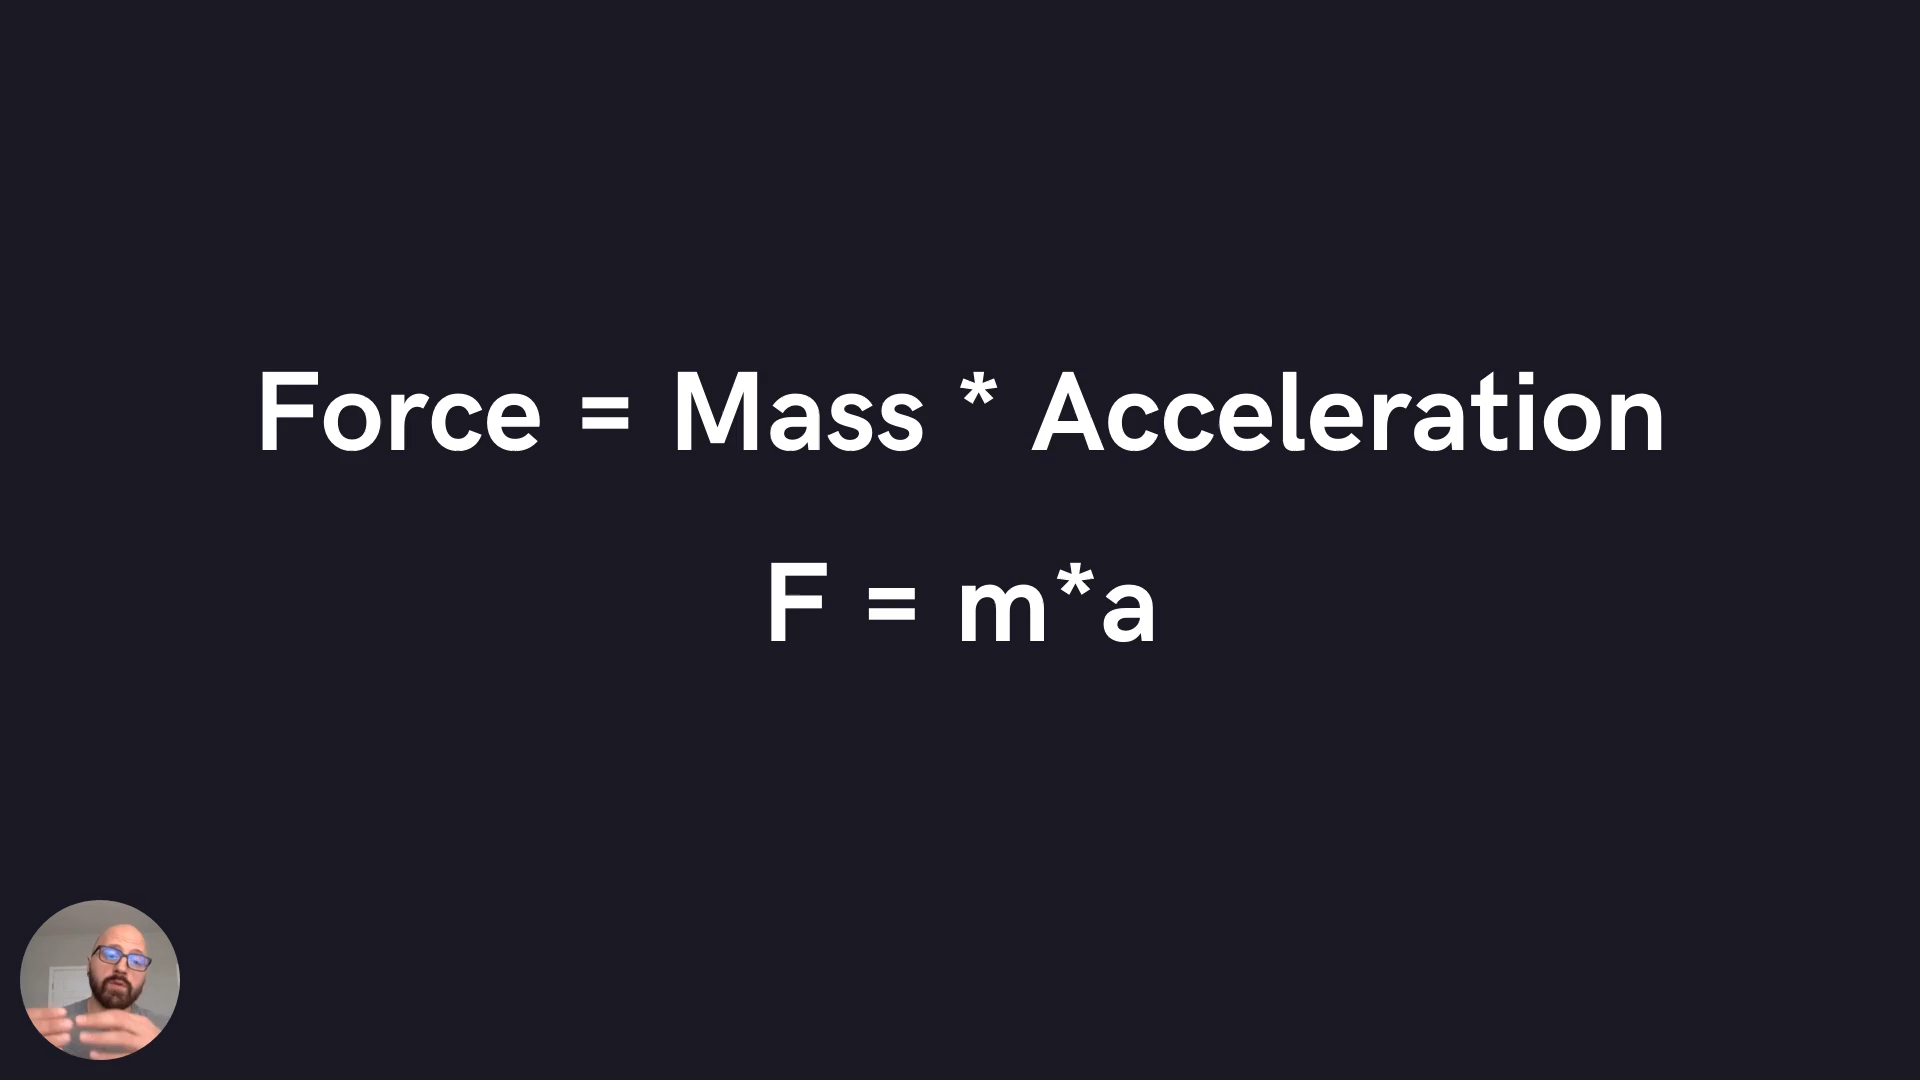 Force = Mass * Acceleration
F = m*a